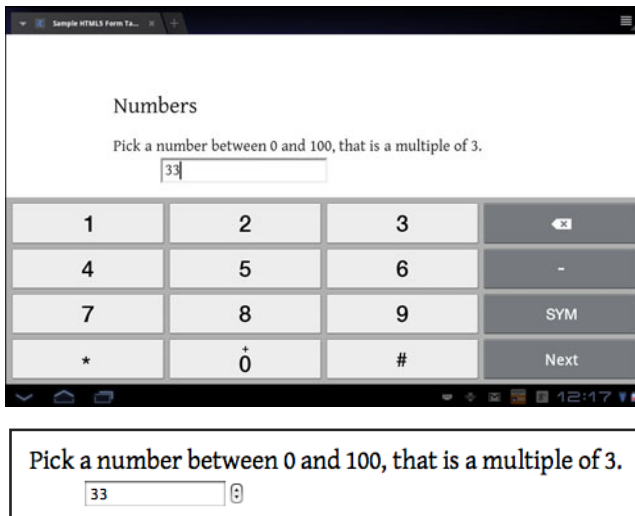 Sample HTML5 Form Ta...
Numbers
Pick a number between 0 and 100, that is a multiple of 3.
33
1 2 3
4 5 6 -
7 8 9 SYM
* + 0 # Next
12:17
Pick a number between 0 and 100, that is a multiple of 3.
33